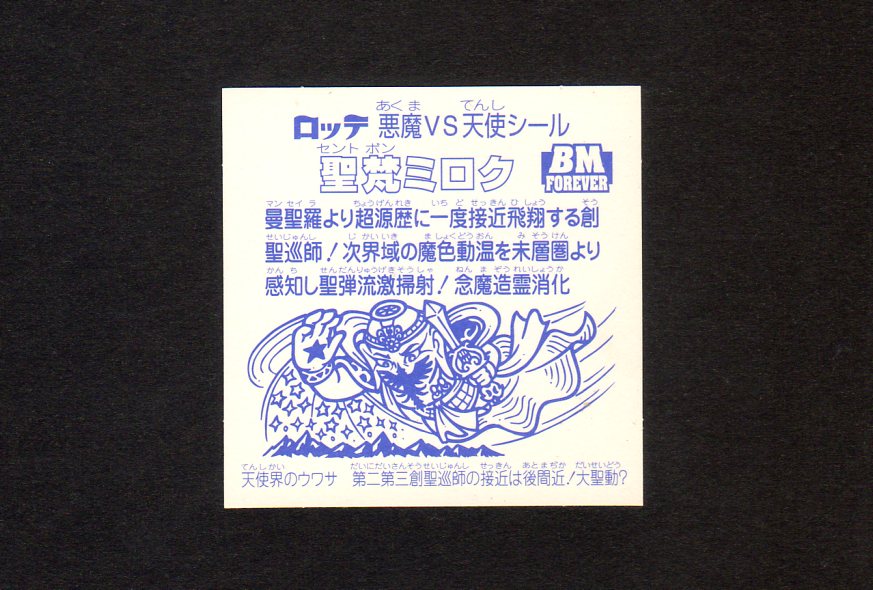 あくま てんし
ロッテ 悪魔VS天使シール
セント ボン
聖梵ミロク
BM
FOREVER
マンセイラ ちょうげんれき いちど せっきんひしょう そう
曼聖羅より超源歴に一度接近飛翔する創
せいじゅんし じかいいき ましょくどうおん みそうけん
聖巡師!次界域の魔色動温を未層圏より
かんち せんだんりゅうげきそうしゃ ねんまぞうれいしょうか
感知し聖弾流激掃射!念魔造霊消化
てんしかい だいにだいさんそうせいじゅんし せっきん あとまぢか だいせいどう
天使界のウワサ 第二第三創聖巡師の接近は後間近!大聖動?